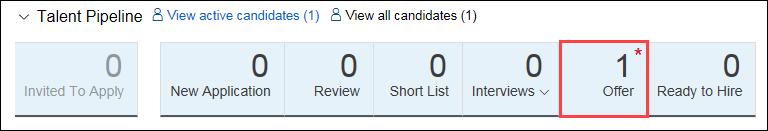 Talent Pipeline View active candidates (1) View all candidates (1)
0 0 0 0 0 1 * 0
Invited To Apply New Application Review Short List Interviews Offer Ready to Hire